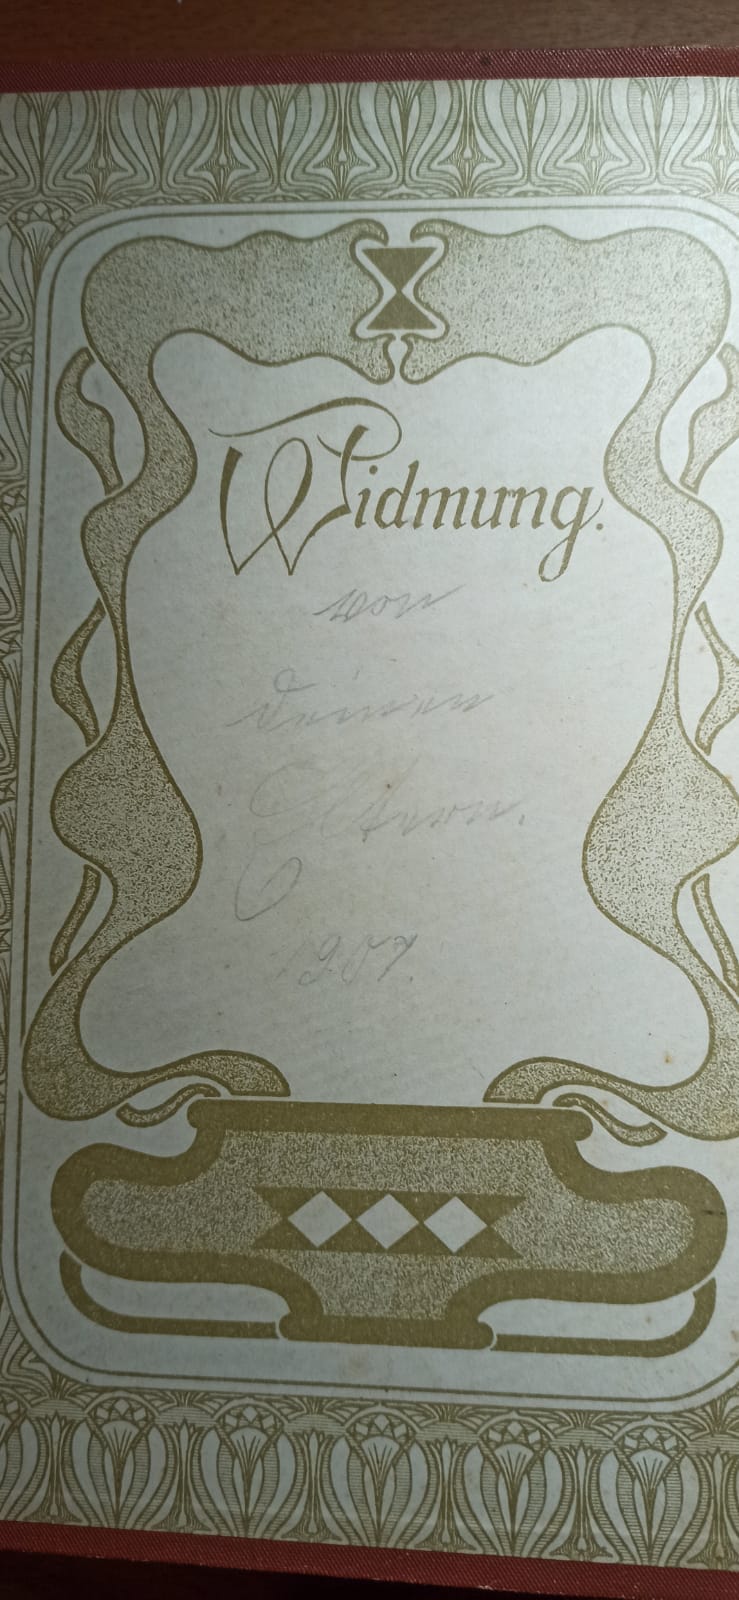 Widmung.
von
Deinen
Eltern.
1907.